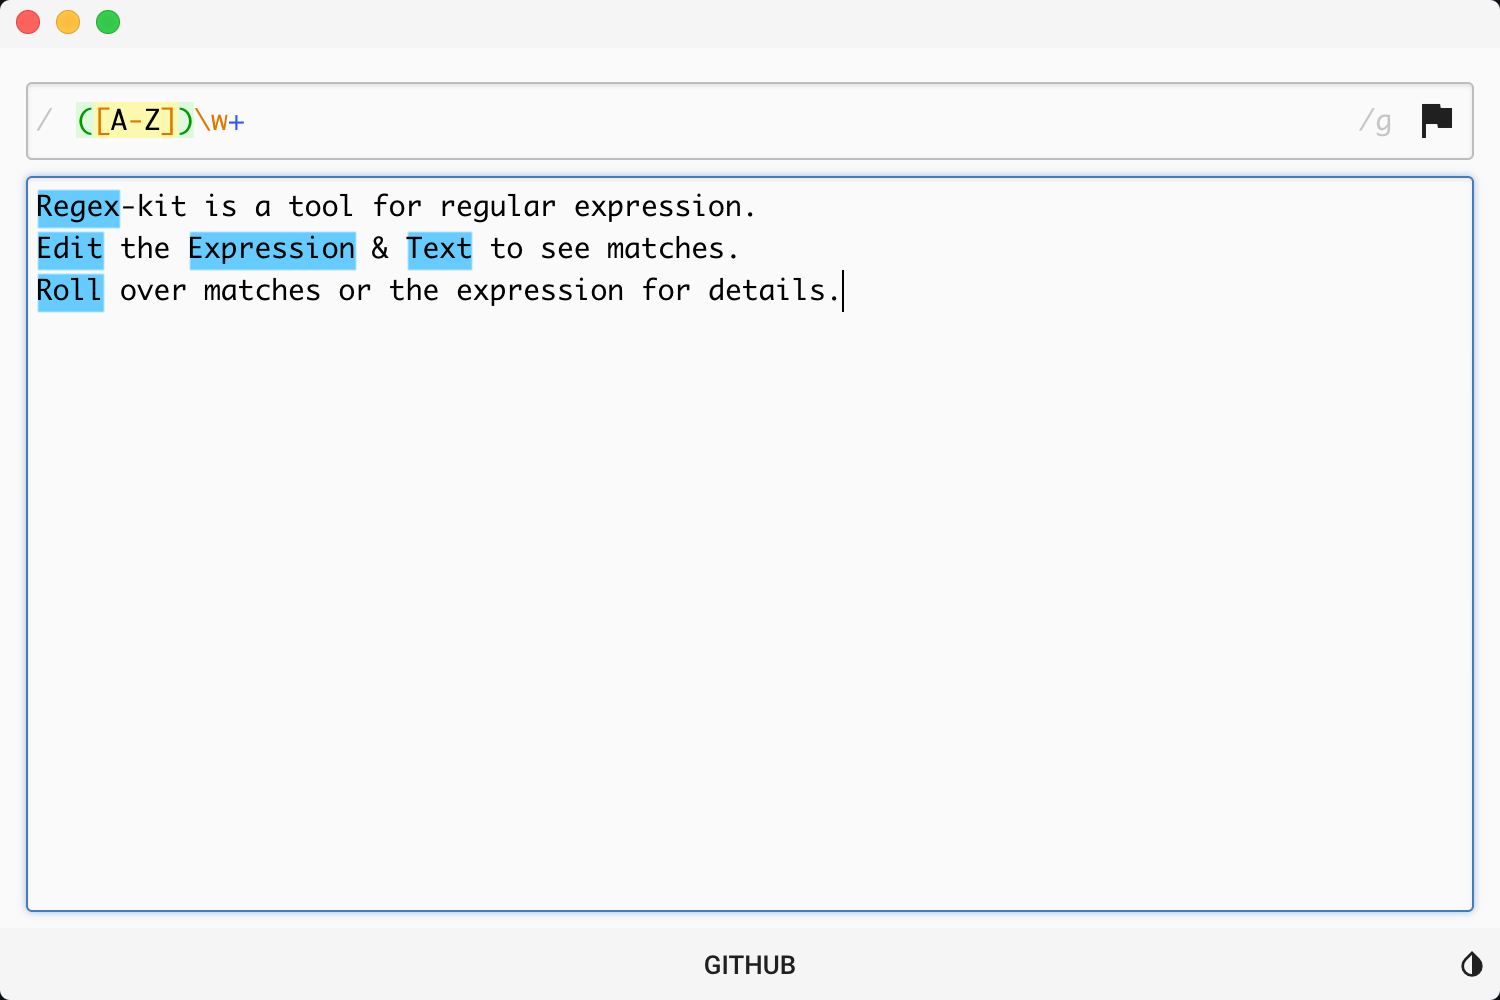 / ([A-Z])\w+ /g
Regex-kit is a tool for regular expression.
Edit the Expression & Text to see matches.
Roll over matches or the expression for details.
GITHUB